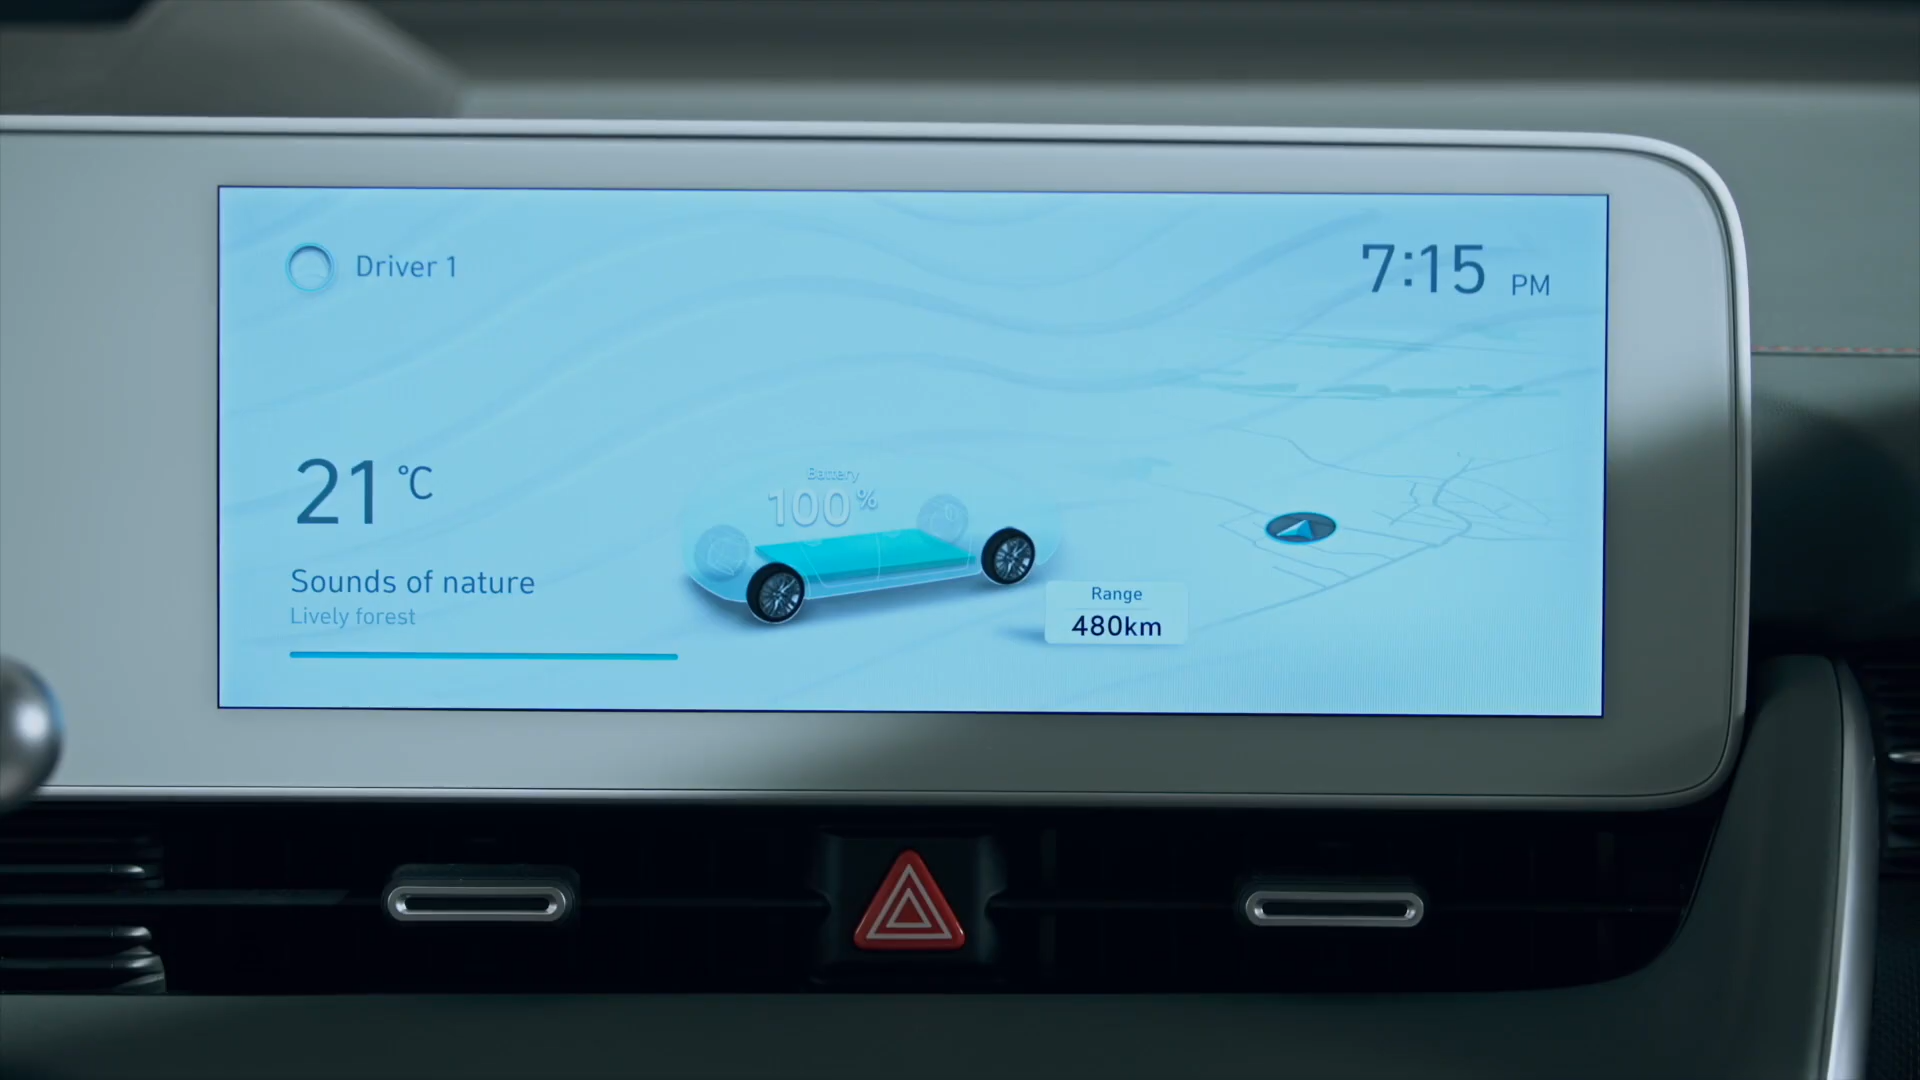 Driver 1
7:15 PM
21 °C
Battery
100%
Sounds of nature
Lively forest
Range
480km